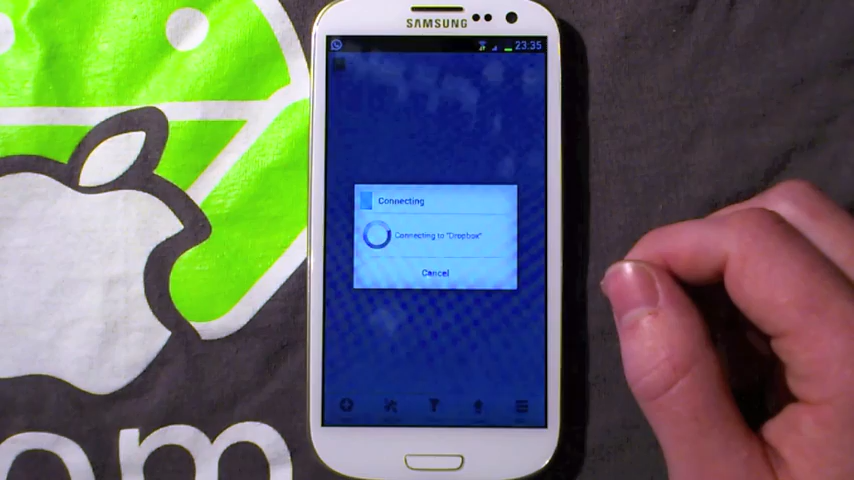 SAMSUNG
23:35
Connecting
Connecting to "Dropbox"
Cancel
om